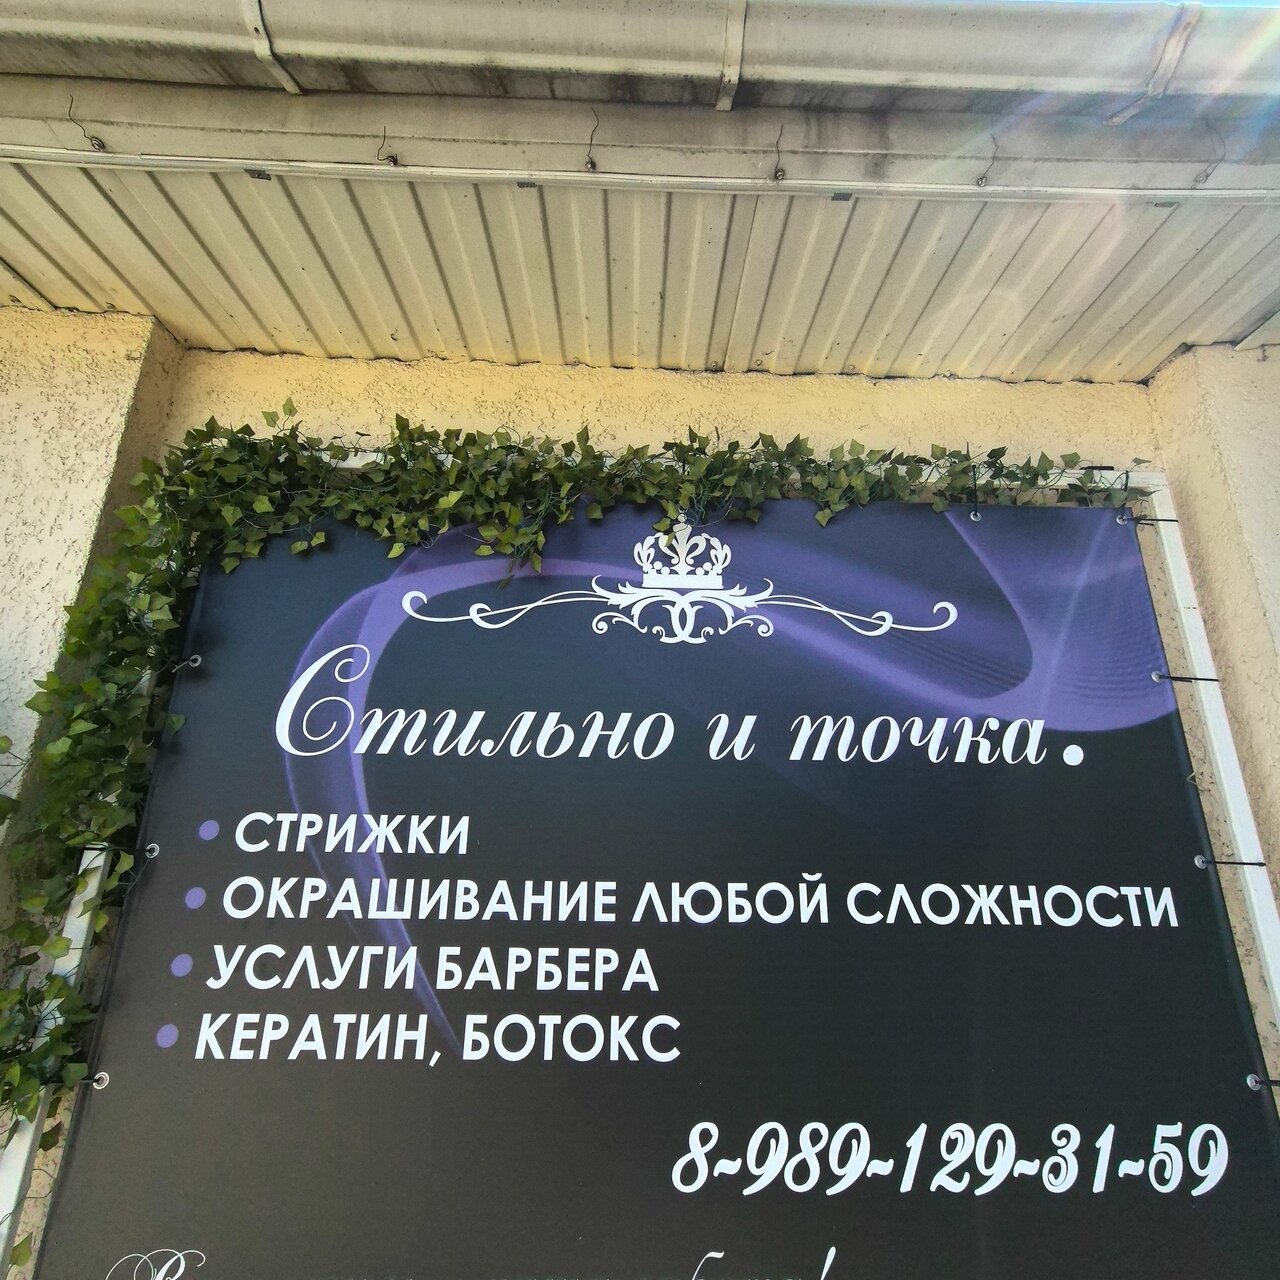 Стильно и точка.
• СТРИЖКИ
• ОКРАШИВАНИЕ ЛЮБОЙ СЛОЖНОСТИ
• УСЛУГИ БАРБЕРА
• КЕРАТИН, БОТОКС
8-989-129-31-59